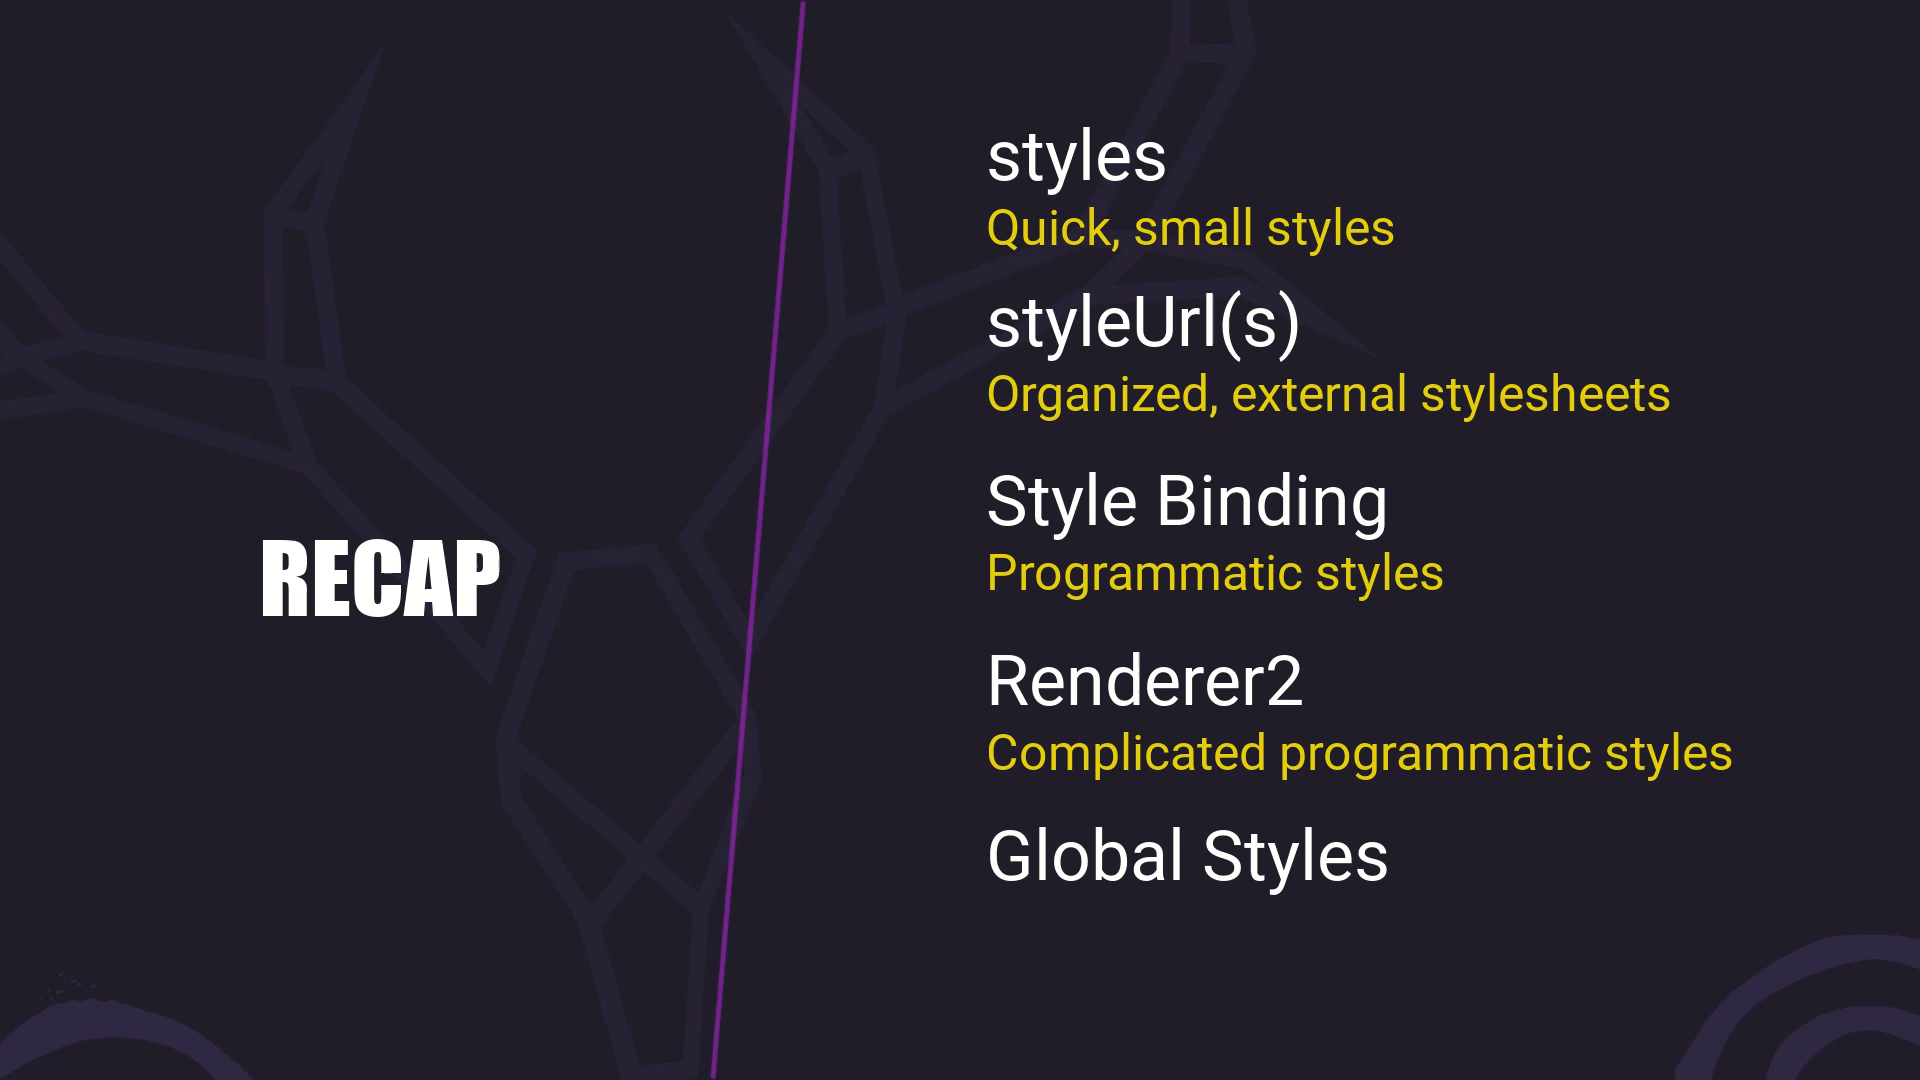 RECAP
styles
Quick, small styles
styleUrl(s)
Organized, external stylesheets
Style Binding
Programmatic styles
Renderer2
Complicated programmatic styles
Global Styles